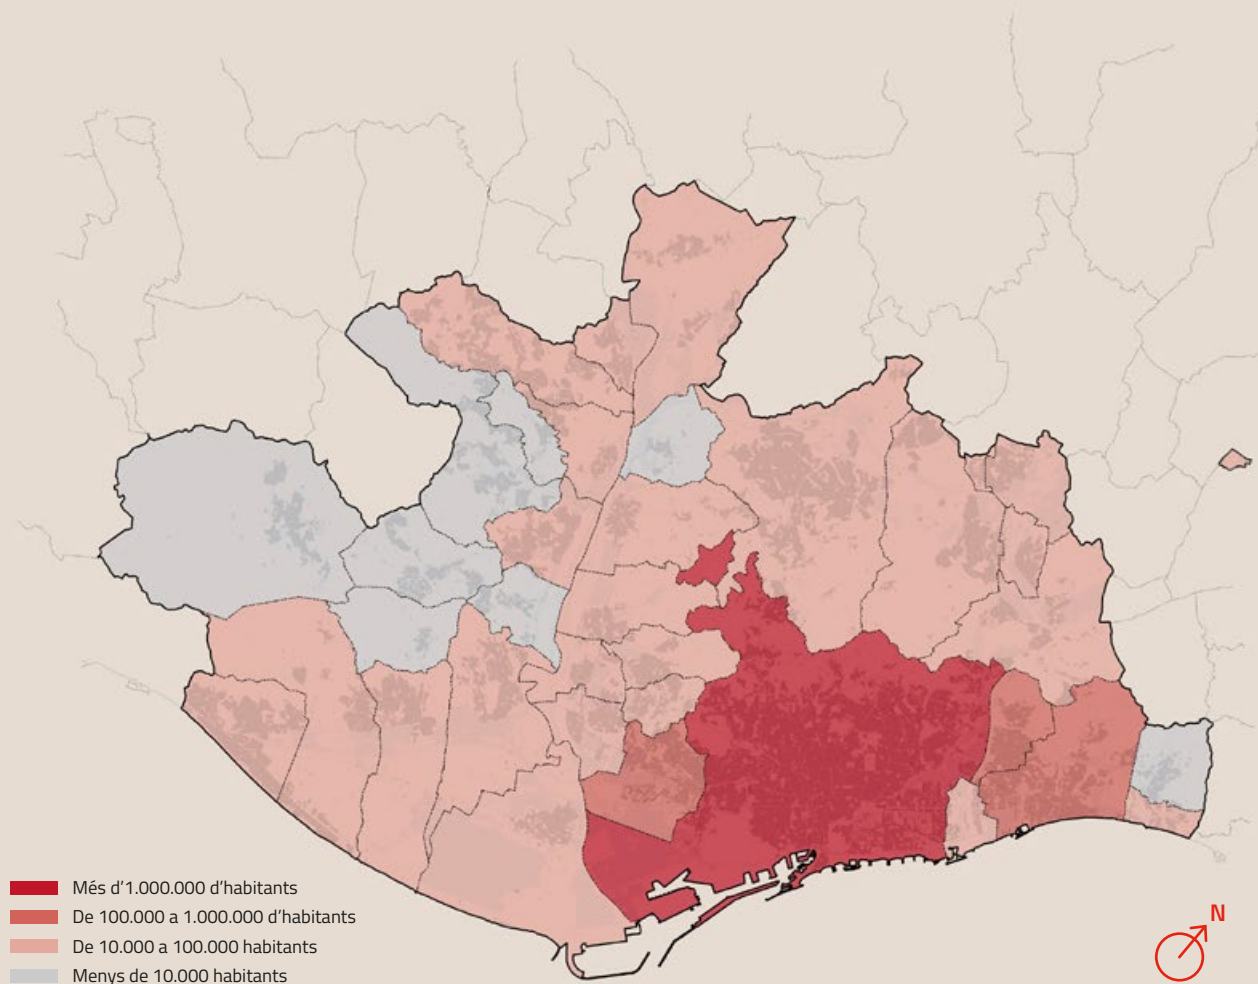 Més d'1.000.000 d'habitants
De 100.000 a 1.000.000 d'habitants
De 10.000 a 100.000 habitants
Menys de 10.000 habitants
N